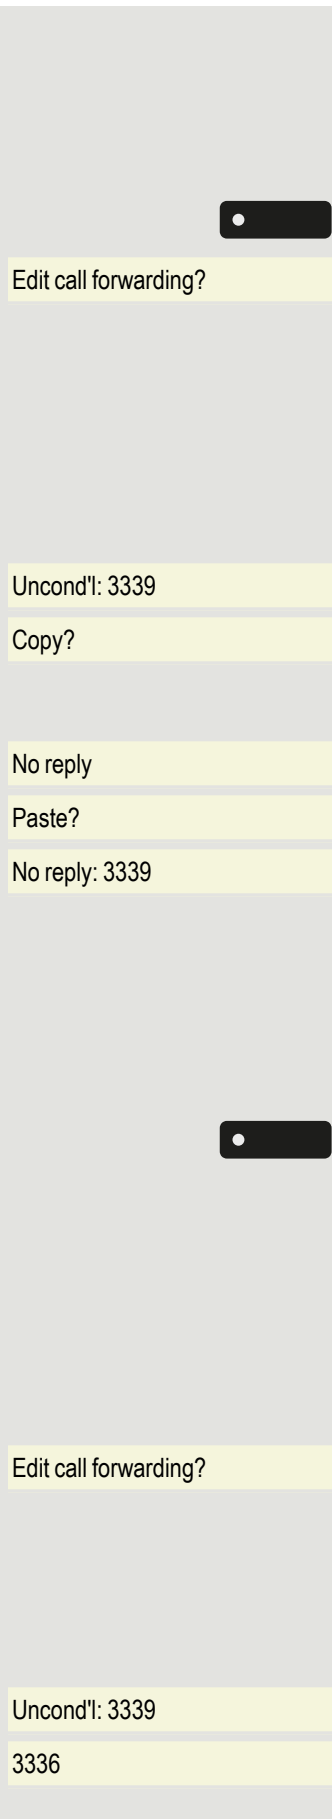 Edit call forwarding?
Uncond'l: 3339
Copy?
No reply
Paste?
No reply: 3339
Edit call forwarding?
Uncond'l: 3339
3336